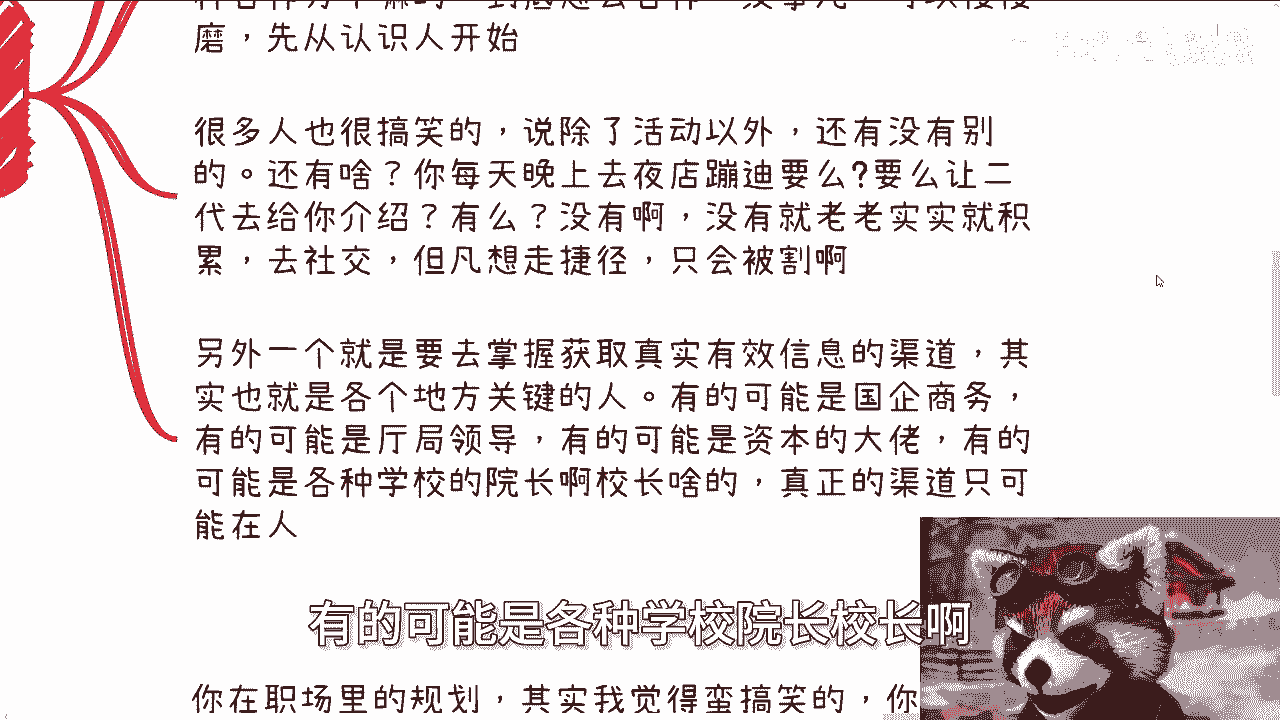 磨，先从认识人开始
很多人也很搞笑的，说除了活动以外，还有没有别
的。还有啥？你每天晚上去夜店蹦迪要么?要么让二
代去给你介绍？有么？没有啊，没有就老老实实就积
累，去社交，但凡想走捷径，只会被割啊
另外一个就是要去掌握获取真实有效信息的渠道，其
实也就是各个地方关键的人。有的可能是国企商务，
有的可能是厅局领导，有的可能是资本的大佬，有的
可能是各种学校的院长啊校长啥的，真正的渠道只可
能在人
有的可能是各种学校院长校长啊
你在职场里的规划，其实我觉得蛮搞笑的，你